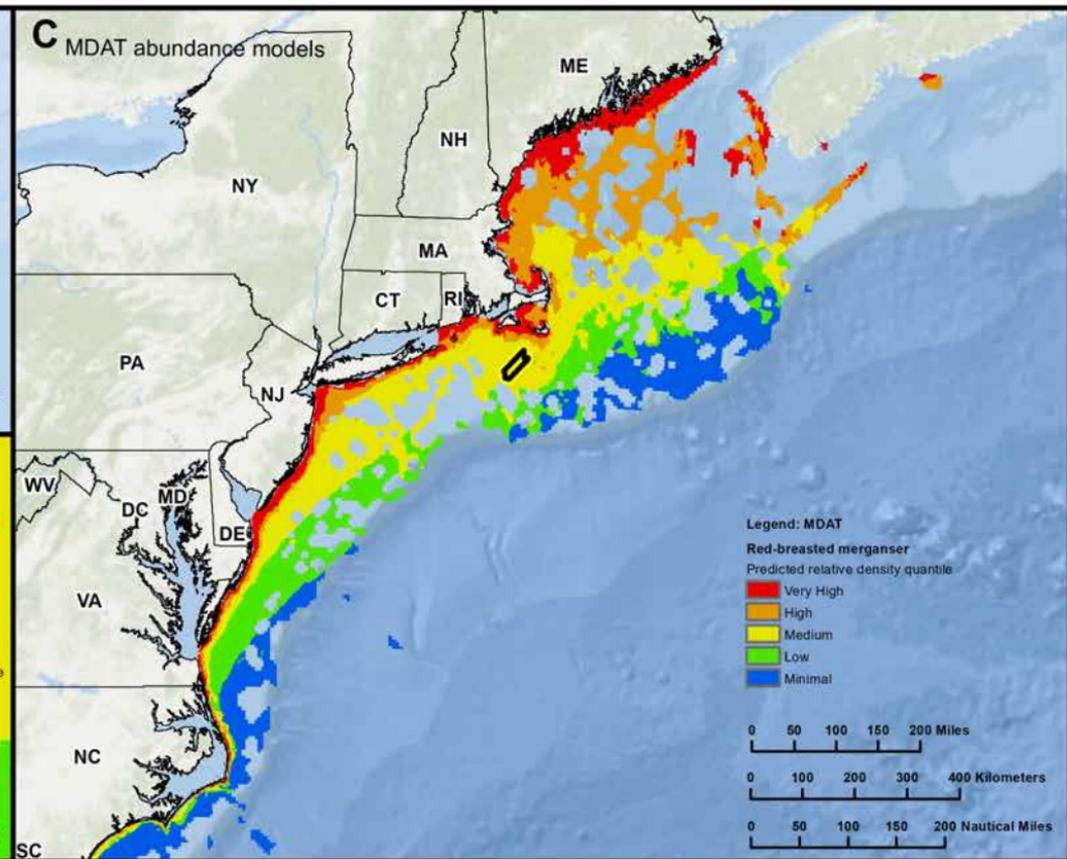 C MDAT abundance models
ME
NH
NY
MA
CT
RI
PA
NJ
WV
MD
DC
DE
VA
NC
SC
e
Legend: MDAT
Red-breasted merganser
Predicted relative density quantile
Very High
High
Medium
Low
Minimal
0 50 100 150 200 Miles
0 100 200 300 400 Kilometers
0 50 100 150 200 Nautical Miles